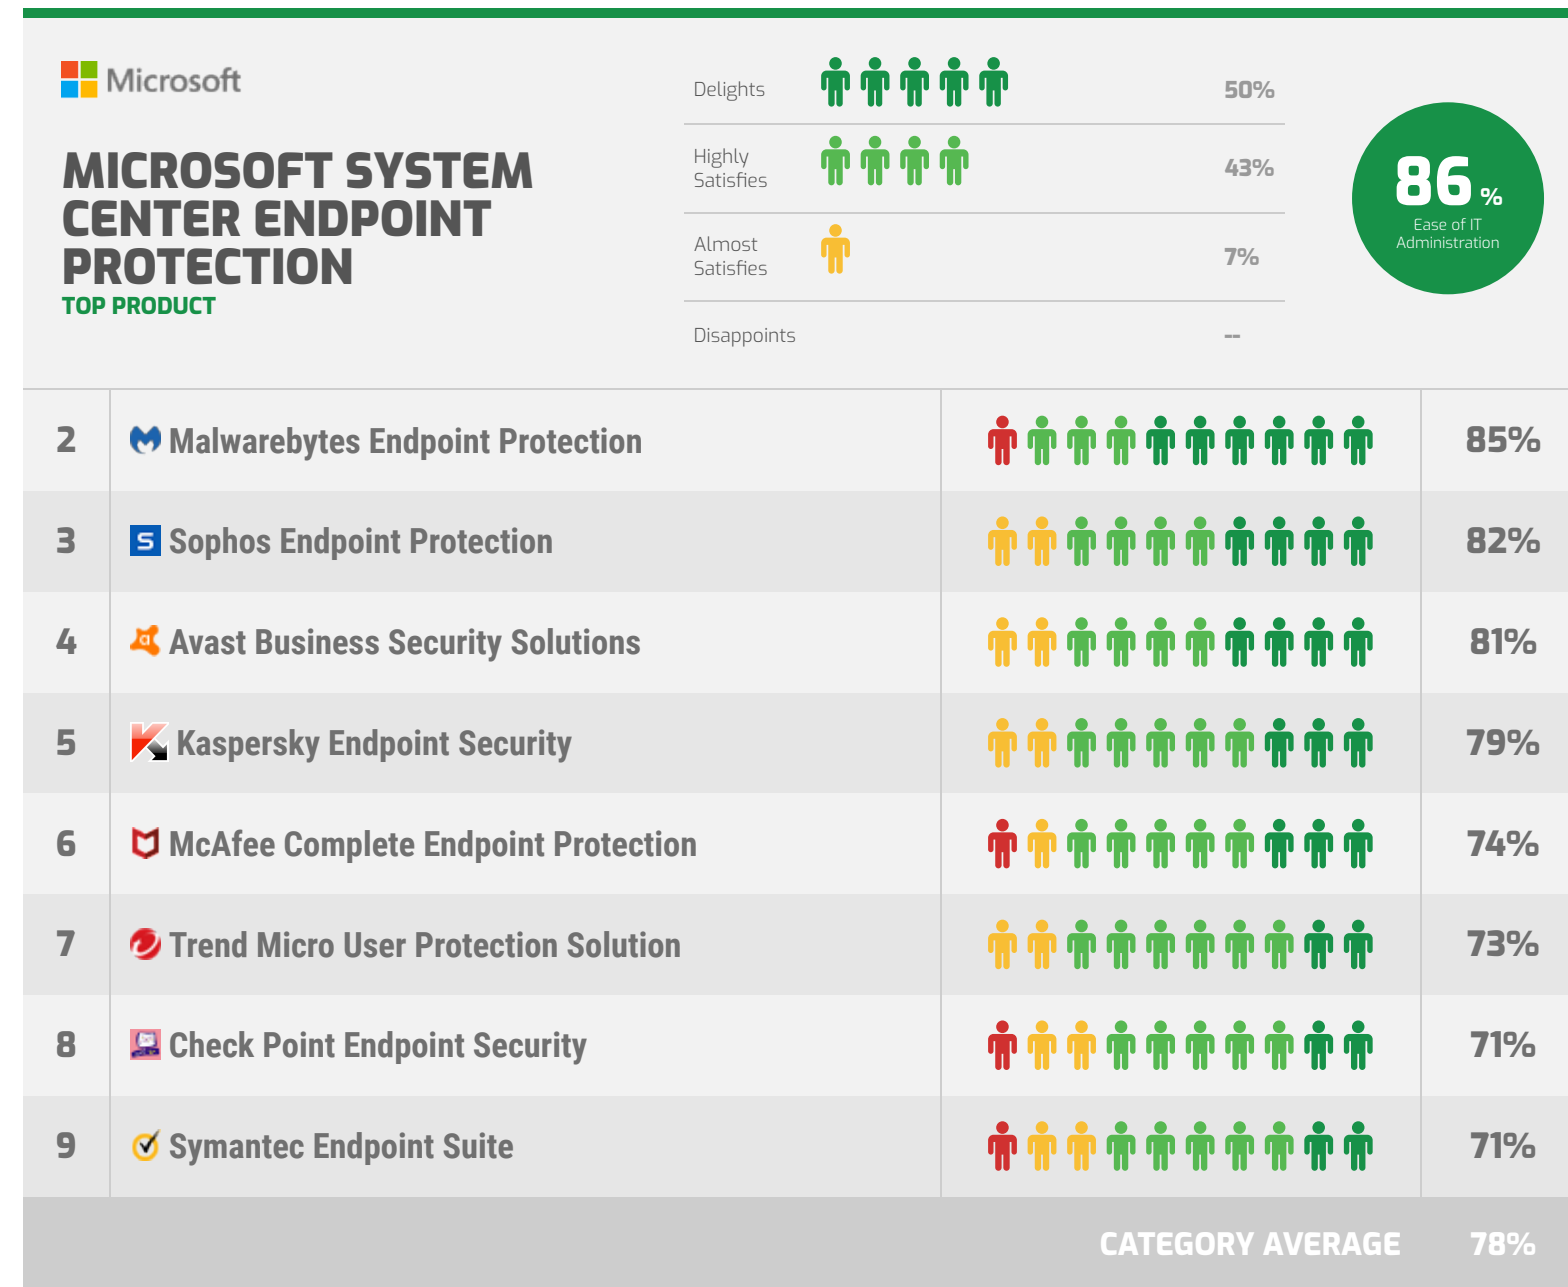 Microsoft
MICROSOFT SYSTEM
CENTER ENDPOINT
PROTECTION
TOP PRODUCT
Delights 50%
Highly
Satisfies 43%
Almost
Satisfies 7%
Disappoints --
86 %
Ease of IT
Administration
2 Malwarebytes Endpoint Protection 85%
3 Sophos Endpoint Protection 82%
4 Avast Business Security Solutions 81%
5 Kaspersky Endpoint Security 79%
6 McAfee Complete Endpoint Protection 74%
7 Trend Micro User Protection Solution 73%
8 Check Point Endpoint Security 71%
9 Symantec Endpoint Suite 71%
CATEGORY AVERAGE 78%